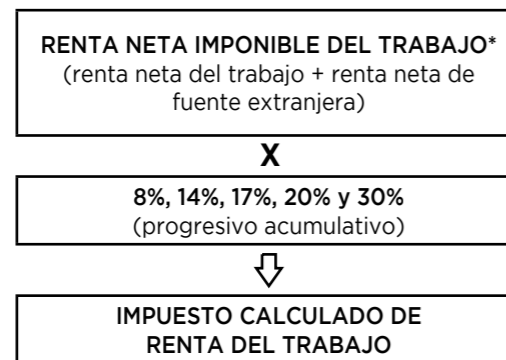 RENTA NETA IMPONIBLE DEL TRABAJO*
(renta neta del trabajo + renta neta de
fuente extranjera)
X
8%, 14%, 17%, 20% y 30%
(progresivo acumulativo)
IMPUESTO CALCULADO DE
RENTA DEL TRABAJO